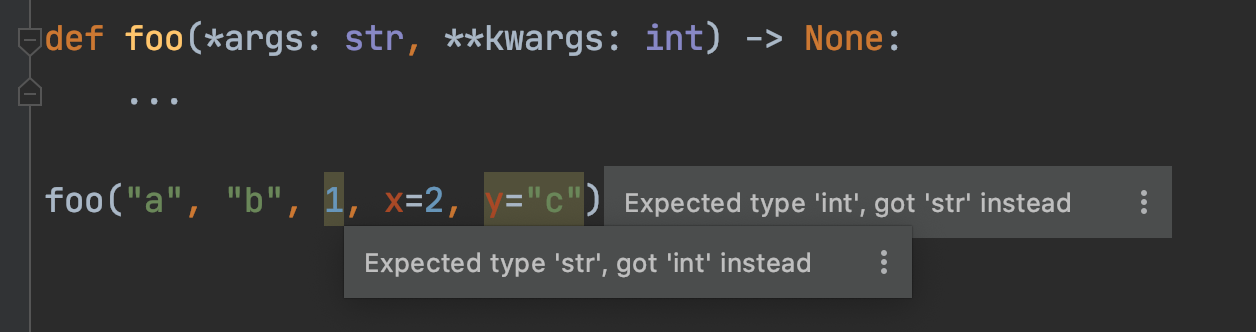 def foo(*args: str, **kwargs: int) -> None:
    ...
foo("a", "b", 1, x=2, y="c")
Expected type 'int', got 'str' instead
Expected type 'str', got 'int' instead